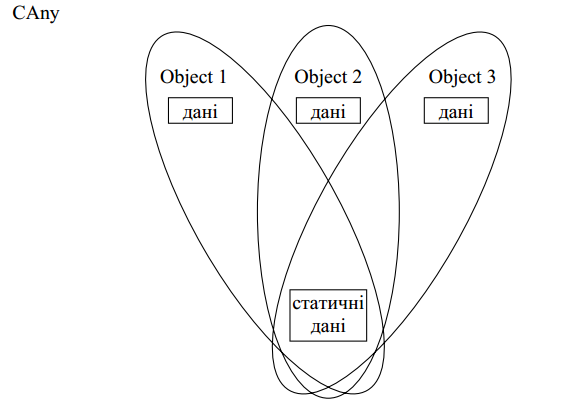 CAny
Object 1 Object 2 Object 3
дані дані дані
статичні
дані